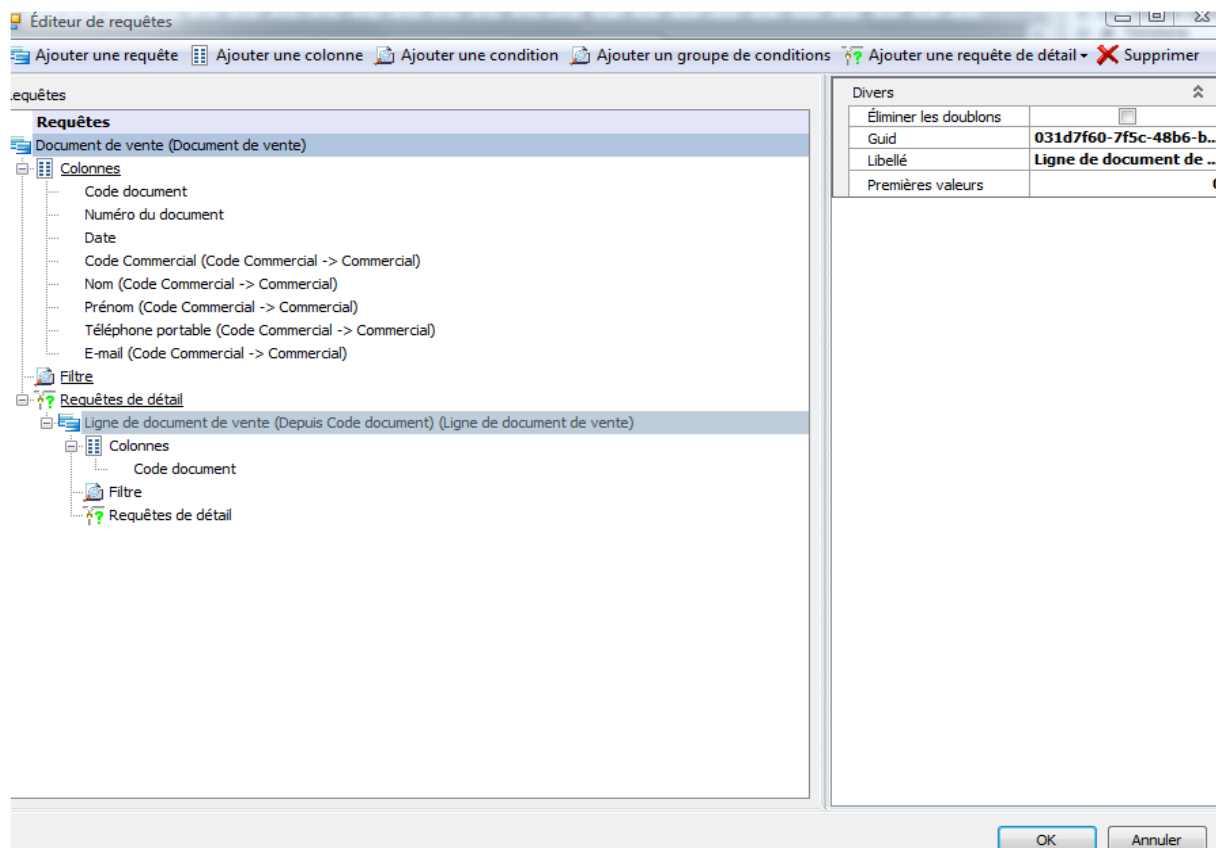 Éditeur de requêtes
Ajouter une requête Ajouter une colonne Ajouter une condition Ajouter un groupe de conditions Ajouter une requête de détail Supprimer
equêtes
Requêtes
Document de vente (Document de vente)
Colonnes
Code document
Numéro du document
Date
Code Commercial (Code Commercial -> Commercial)
Nom (Code Commercial -> Commercial)
Prénom (Code Commercial -> Commercial)
Téléphone portable (Code Commercial -> Commercial)
E-mail (Code Commercial -> Commercial)
Filtre
Requêtes de détail
Ligne de document de vente (Depuis Code document) (Ligne de document de vente)
Colonnes
Code document
Filtre
Requêtes de détail
Divers
Éliminer les doublons
Guid 031d7f60-7f5c-48b6-b...
Libellé Ligne de document de ...
Premières valeurs 0
OK Annuler